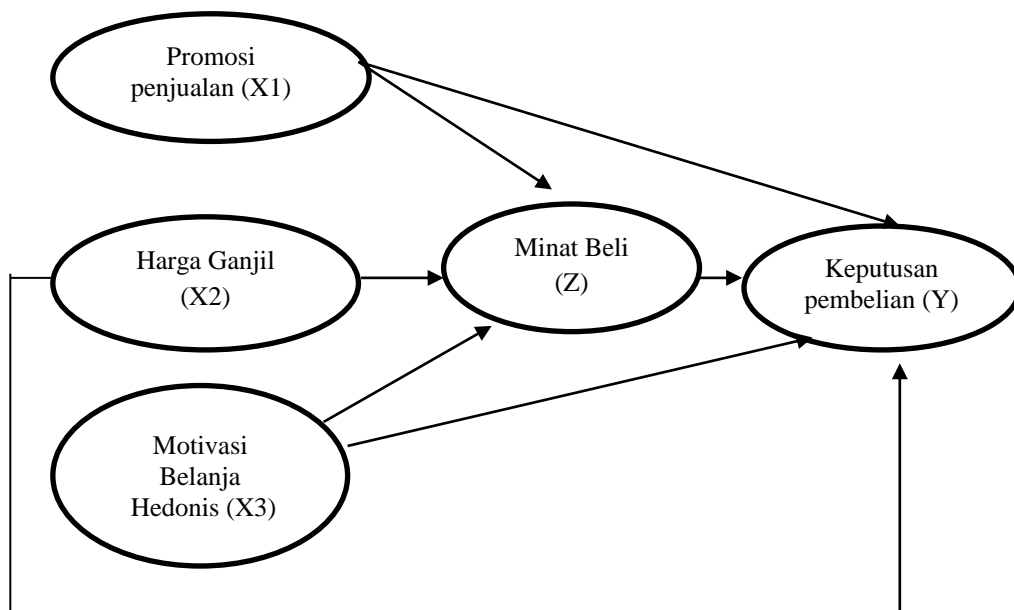 Promosi
penjualan (X1)
Harga Ganjil
(X2)
Minat Beli
(Z)
Keputusan
pembelian (Y)
Motivasi
Belanja
Hedonis (X3)